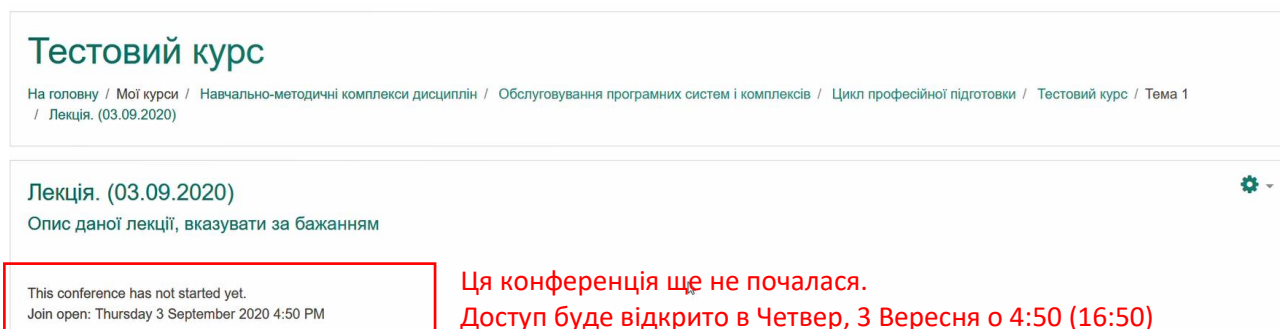 Тестовий курс
На головну / Мої курси / Навчально-методичні комплекси дисциплін / Обслуговування програмних систем і комплексів / Цикл професійної підготовки / Тестовий курс / Тема 1
/ Лекція. (03.09.2020)
Лекція. (03.09.2020)
Опис даної лекції, вказувати за бажанням
This conference has not started yet.
Join open: Thursday 3 September 2020 4:50 PM
Ця конференція ще не почалася.
Доступ буде відкрито в Четвер, 3 Вересня о 4:50 (16:50)